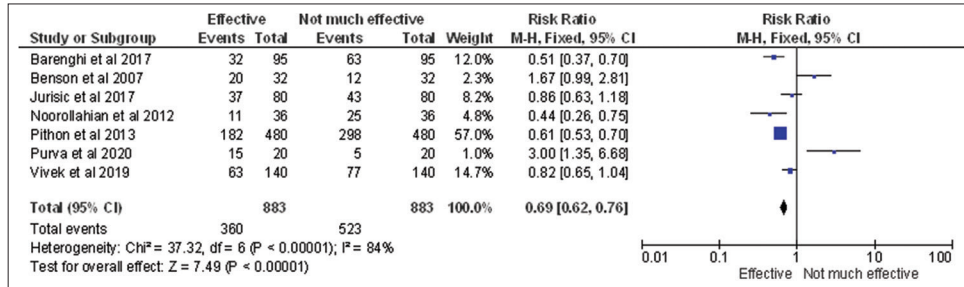 Effective Not much effective Risk Ratio Risk Ratio
Study or Subgroup Events Total Events Total Weight M-H, Fixed, 95% CI M-H, Fixed, 95% CI
Barenghi et al 2017 32 95 63 95 12.0% 0.51 [0.37, 0.70]
Benson 2007 20 32 12 32 2.3% 1.67 [0.99, 2.81]
Jurisic et al 2017 37 80 43 80 8.2% 0.86 [0.63, 1.18]
Noorollahian et al 2012 11 36 25 36 4.8% 0.44 [0.26, 0.75]
Pithon et al 2013 182 480 298 480 57.0% 0.61 [0.53, 0.70]
Purva et al 2020 15 20 5 20 1.0% 3.00 [1.35, 6.68]
Vivek et al 2019 63 140 77 140 14.7% 0.82 [0.65, 1.04]
Total (95% CI) 883 883 100.0% 0.69 [0.62, 0.76]
Total events 360 523
Heterogeneity: Chi² = 37.32, df = 6 (P < 0.00001); I² = 84%
Test for overall effect: Z = 7.49 (P < 0.00001)
0.01 0.1 1 10 100
Effective Not much effective